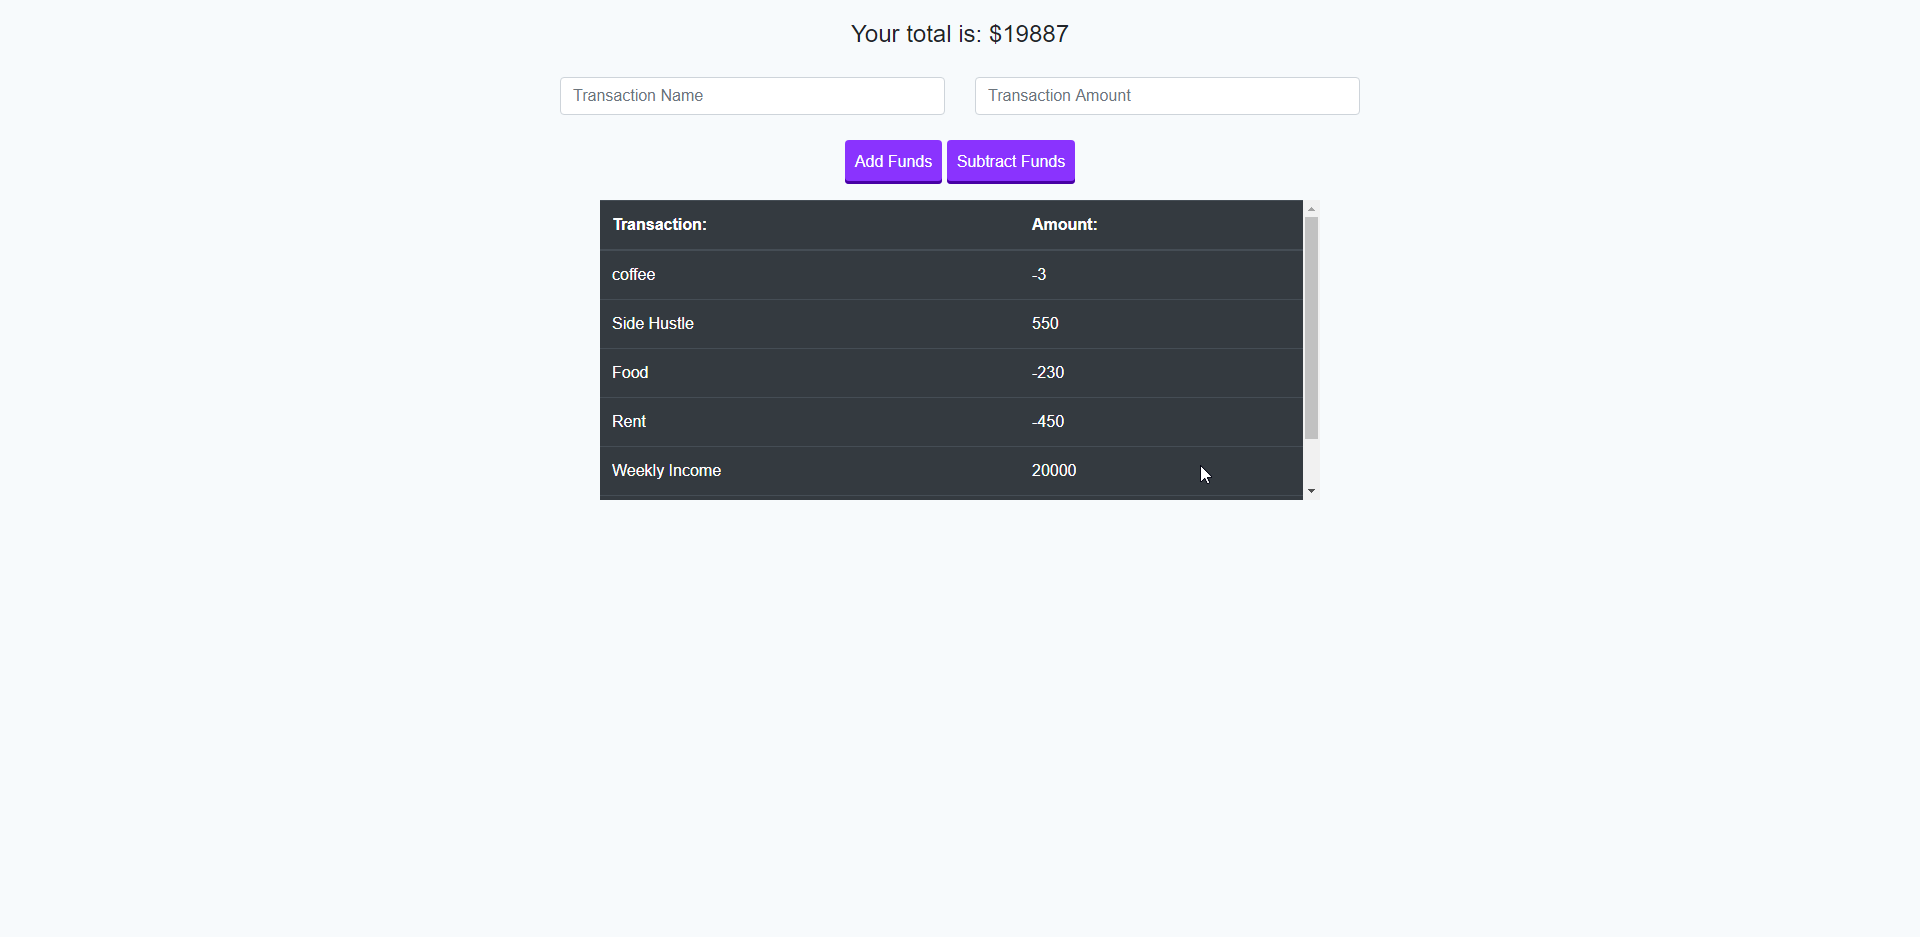 Your total is: $19887
Transaction Name Transaction Amount
Add Funds Subtract Funds
Transaction: Amount:
coffee -3
Side Hustle 550
Food -230
Rent -450
Weekly Income 20000